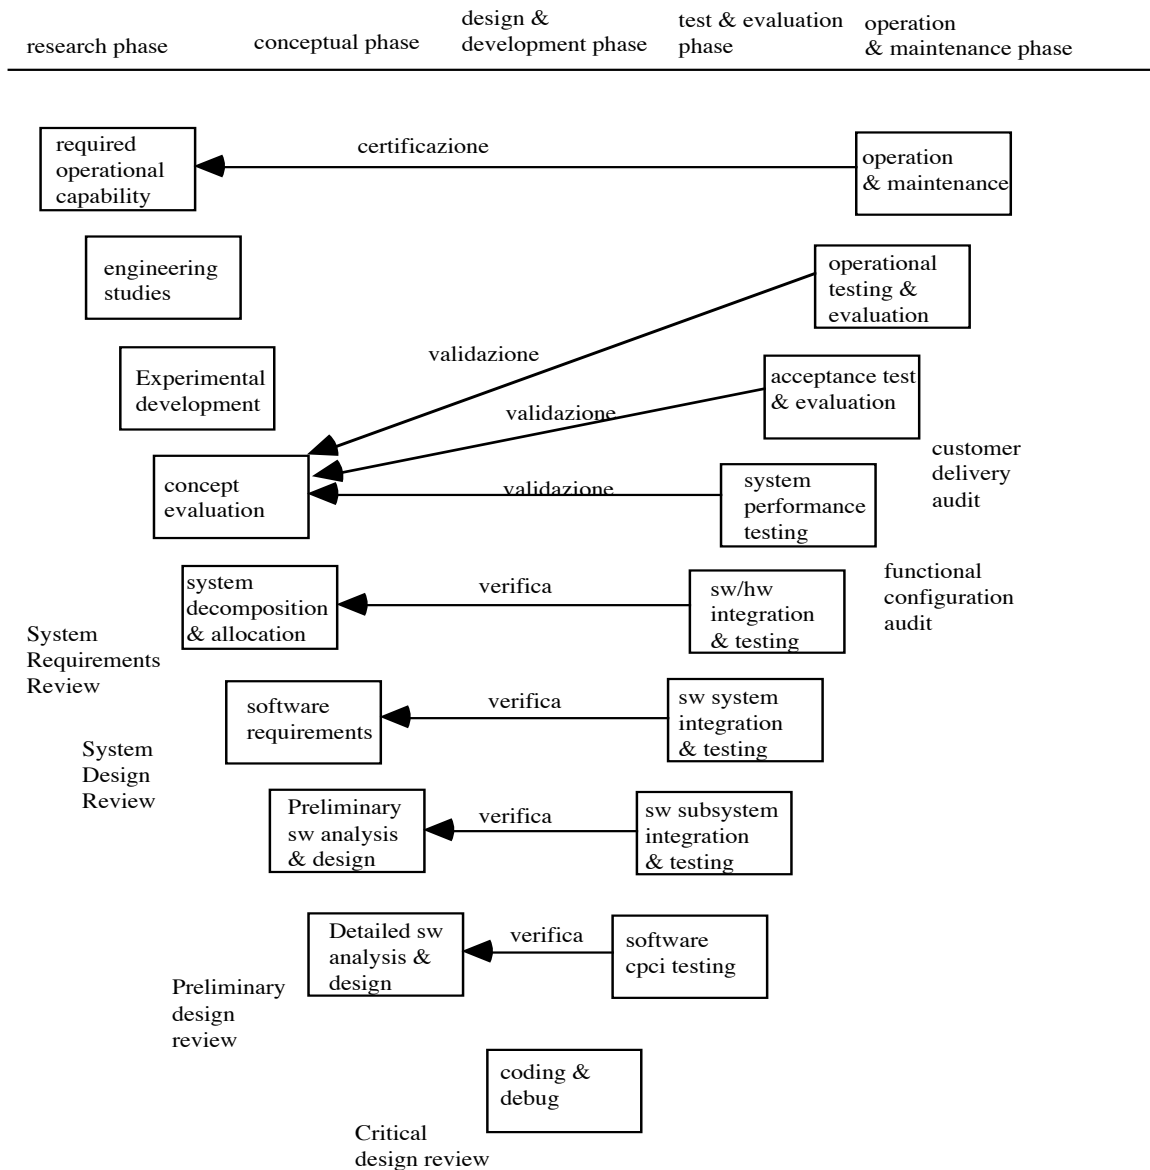 research phase
conceptual phase
design &
development phase
test & evaluation
phase
operation
& maintenance phase
required
operational
capability
certificazione
operation
& maintenance
engineering
studies
operational
testing &
evaluation
validazione
Experimental
development
acceptance test
& evaluation
validazione
customer
delivery
audit
concept
evaluation
validazione
system
performance
testing
system
decomposition
& allocation
verifica
sw/hw
integration
& testing
functional
configuration
audit
System
Requirements
Review
software
requirements
verifica
sw system
integration
& testing
System
Design
Review
Preliminary
sw analysis
& design
verifica
sw subsystem
integration
& testing
Detailed sw
analysis &
design
verifica
software
cpci testing
Preliminary
design
review
coding &
debug
Critical
design review